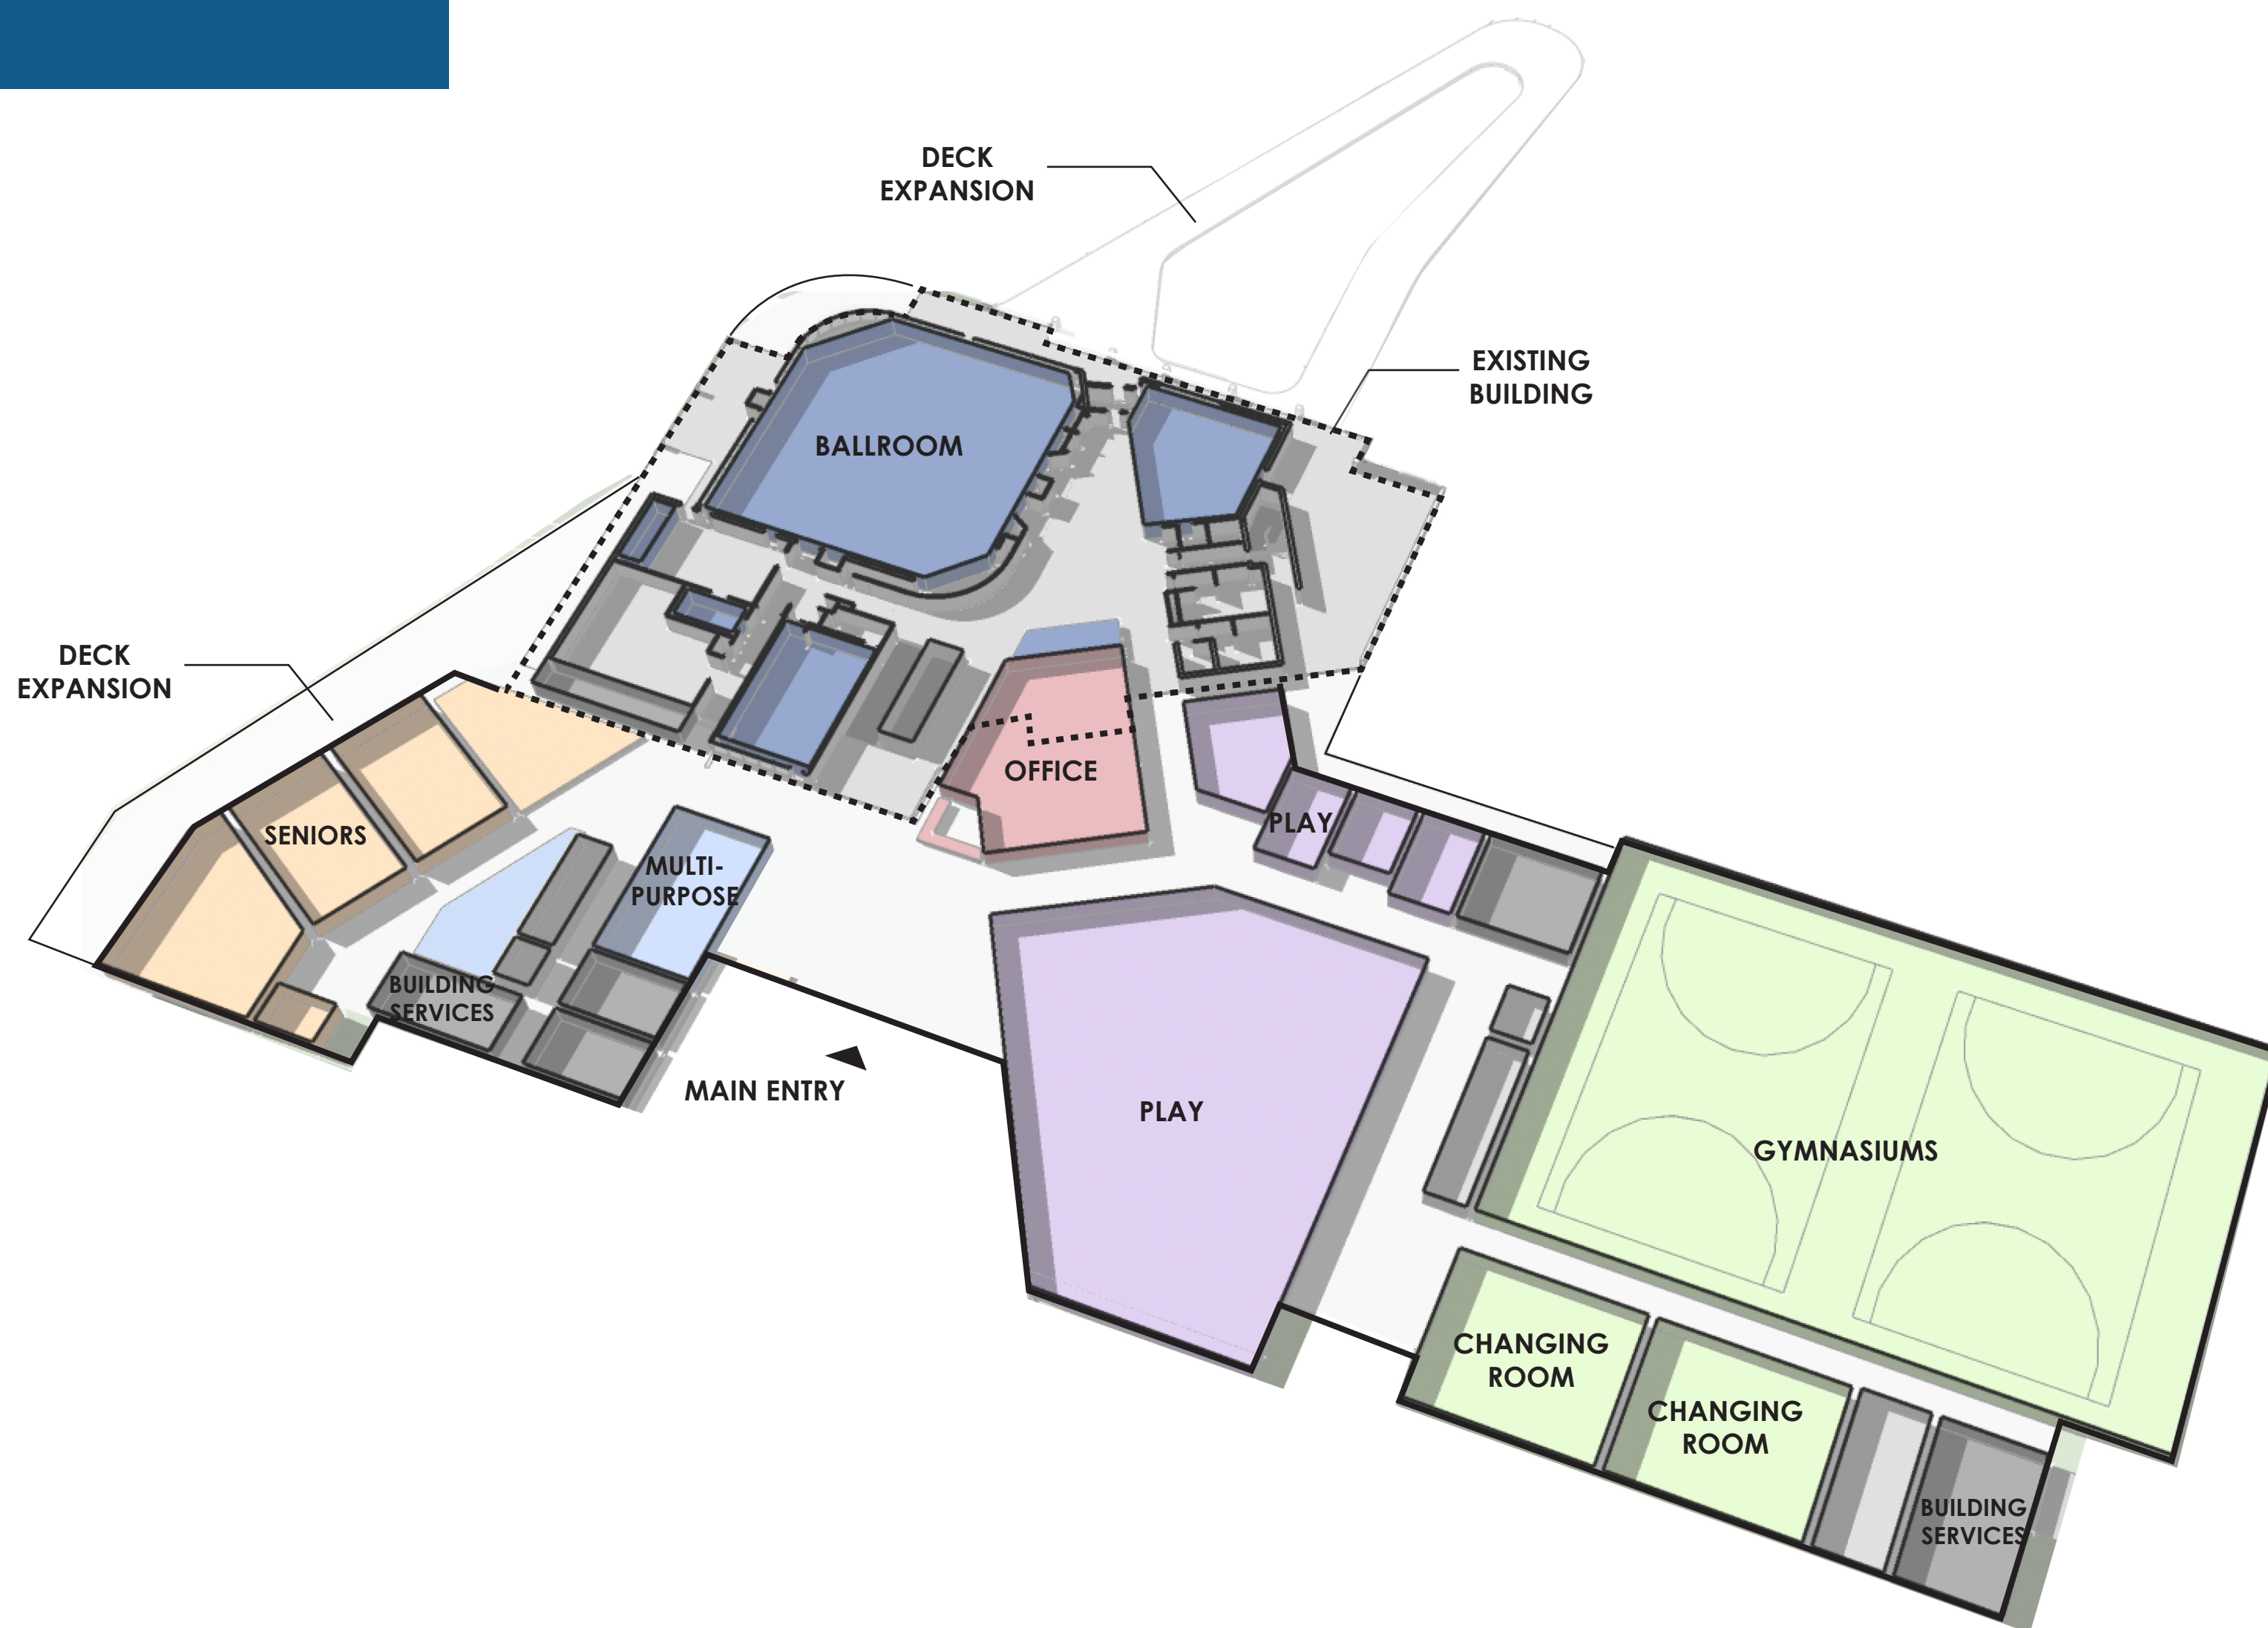 DECK
EXPANSION
EXISTING
BUILDING
BALLROOM
DECK
EXPANSION
OFFICE
PLAY
SENIORS
MULTI-
PURPOSE
BUILDING
SERVICES
MAIN ENTRY
PLAY
GYMNASIUMS
CHANGING
ROOM
CHANGING
ROOM
BUILDING
SERVICES